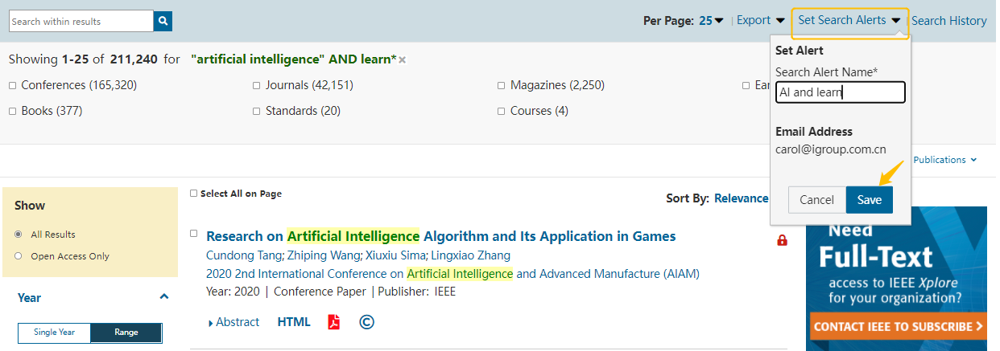 Search within results
Per Page: 25 | Export | Set Search Alerts | Search History
Showing 1-25 of 211,240 for "artificial intelligence" AND learn*
Conferences (165,320)
Journals (42,151)
Magazines (2,250)
Ear
Books (377)
Standards (20)
Courses (4)
Set Alert
Search Alert Name*
AI and learn
Email Address
carol@igroup.com.cn
Cancel
Save
Publications
Show
All Results
Open Access Only
Year
Single Year
Range
Select All on Page
Sort By: Relevance
Research on Artificial Intelligence Algorithm and Its Application in Games
Cundong Tang; Zhiping Wang; Xiuxiu Sima; Lingxiao Zhang
2020 2nd International Conference on Artificial Intelligence and Advanced Manufacture (AIAM)
Year: 2020 | Conference Paper | Publisher: IEEE
Abstract
HTML
©
Need
Full-Text
access to IEEE Xplore
for your organization?
CONTACT IEEE TO SUBSCRIBE >